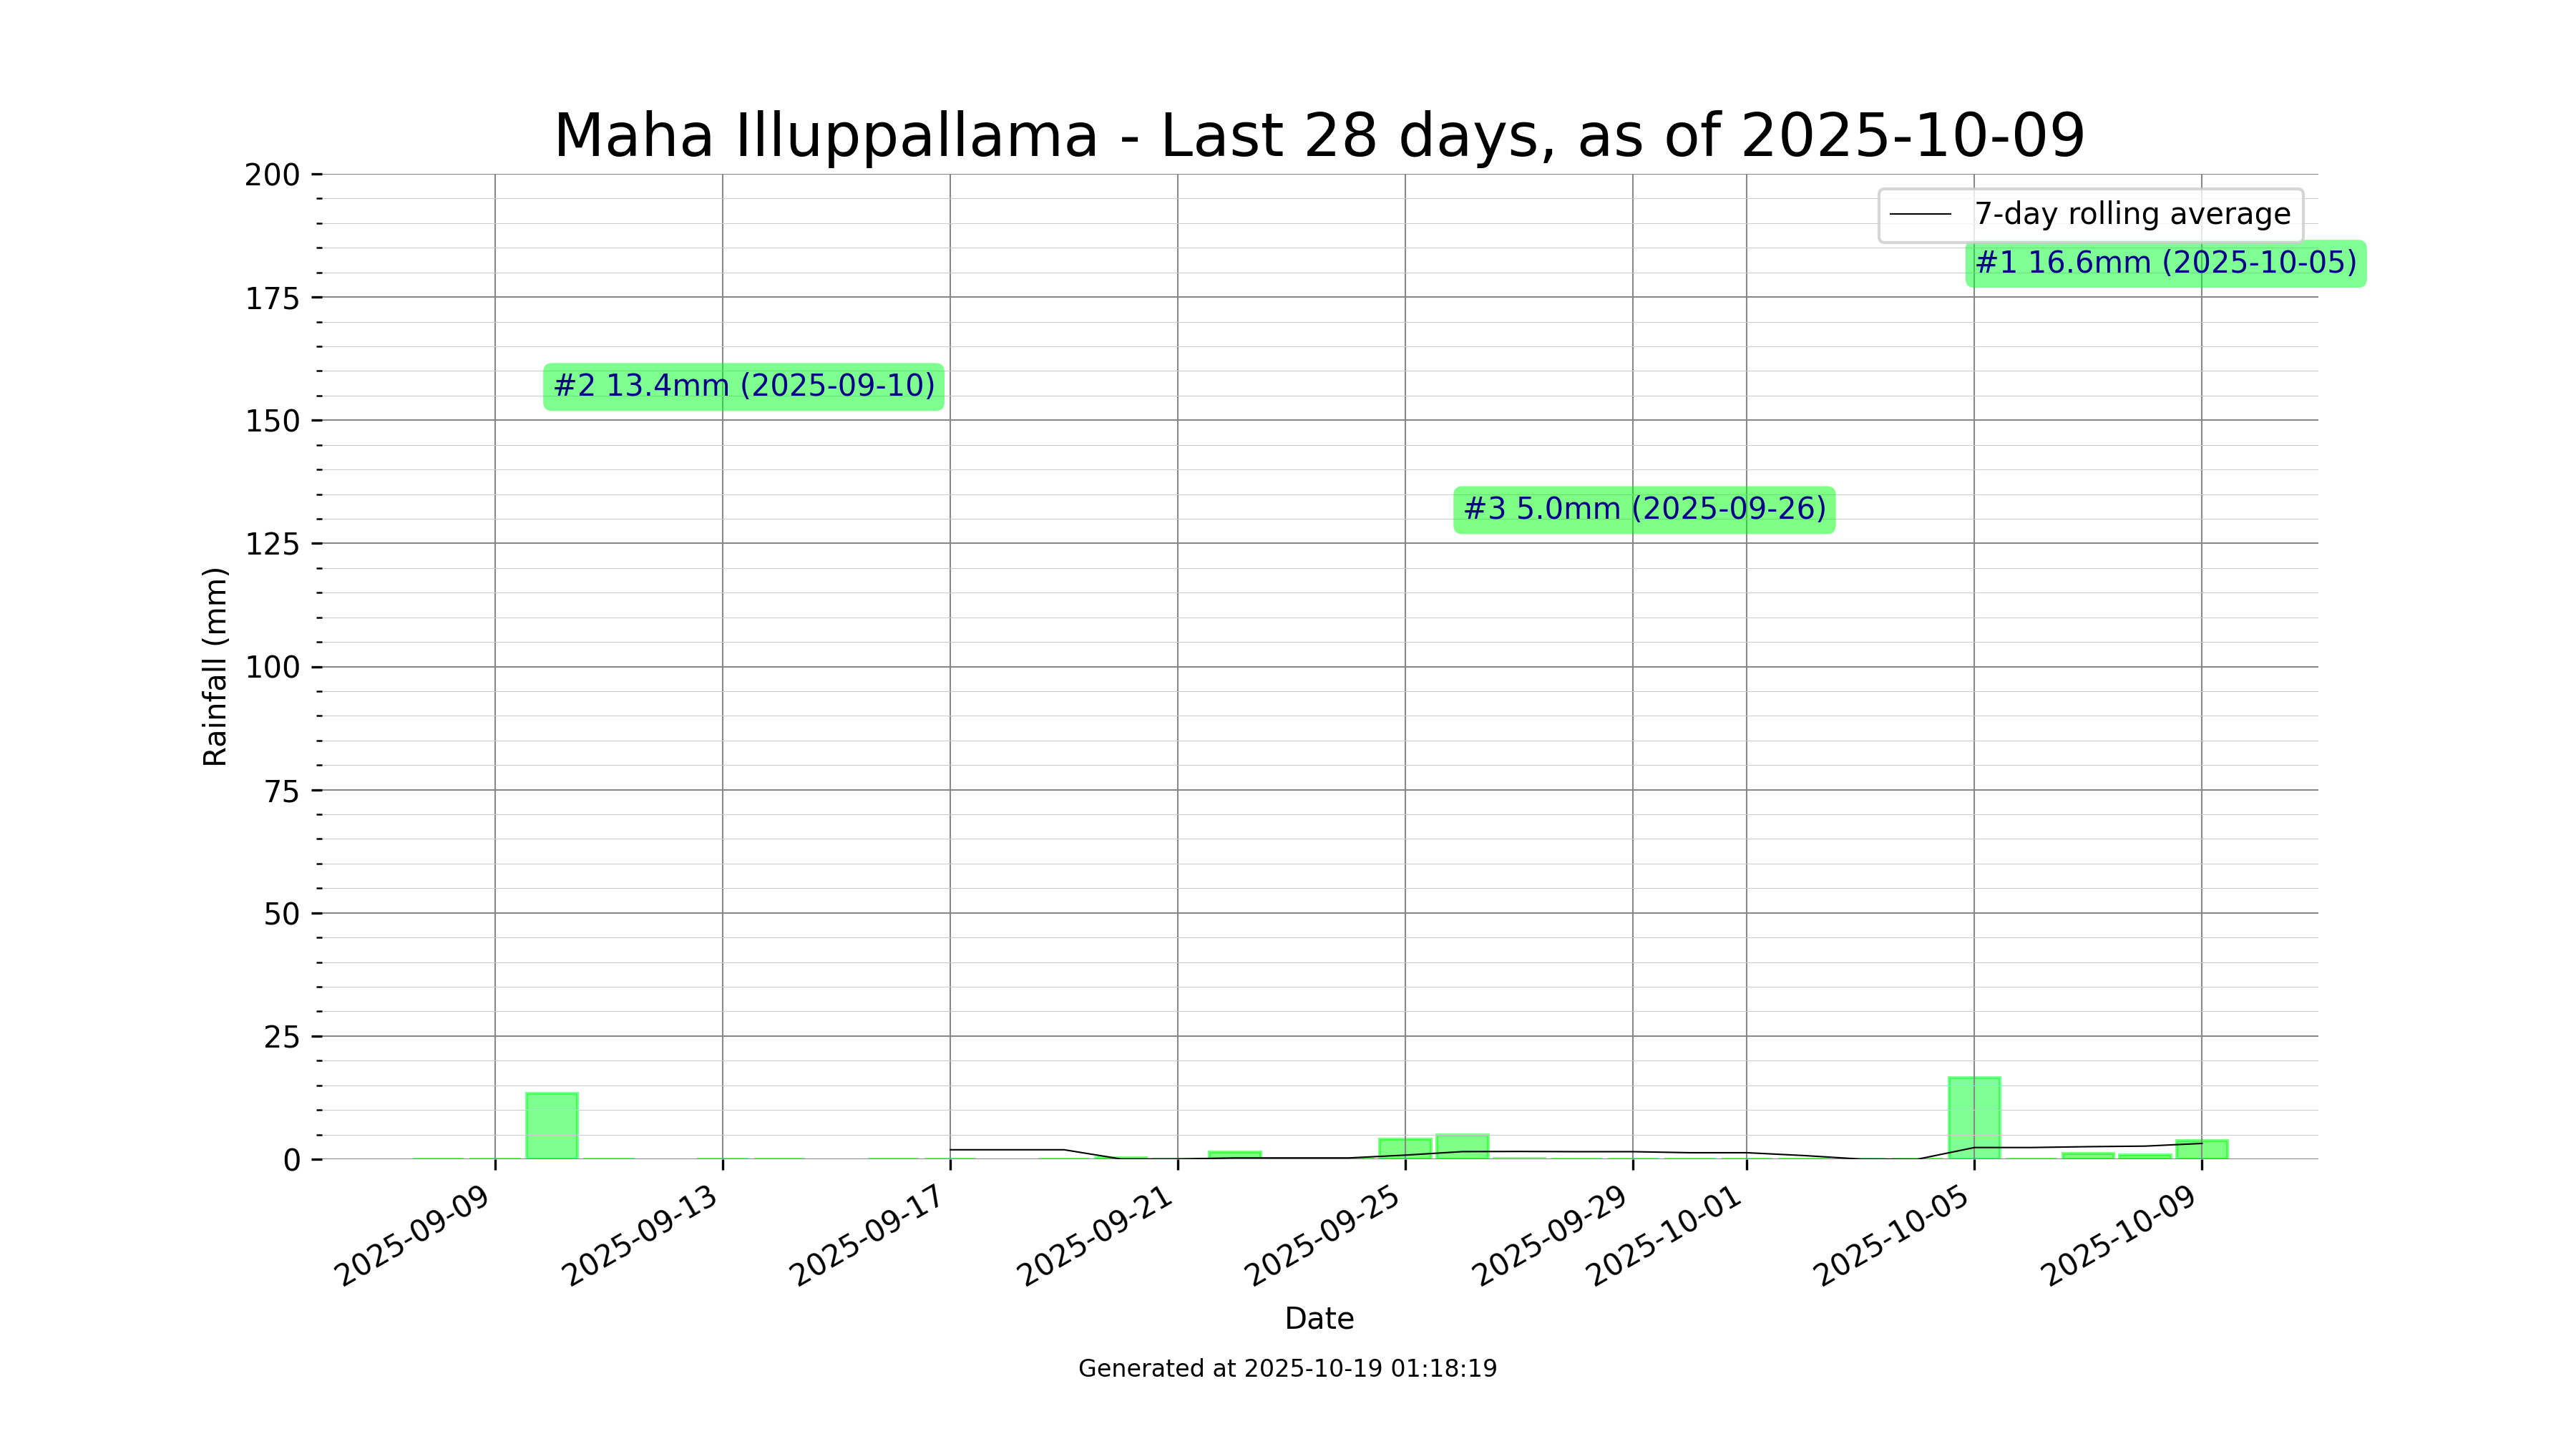 Maha Illuppallama - Last 28 days, as of 2025-10-09
7-day rolling average
#1 16.6mm (2025-10-05)
#2 13.4mm (2025-09-10)
#3 5.0mm (2025-09-26)
Rainfall (mm)
200
175
150
125
100
75
50
25
0
2025-09-09
2025-09-13
2025-09-17
2025-09-21
2025-09-25
2025-09-29
2025-10-01
2025-10-05
2025-10-09
Date
Generated at 2025-10-19 01:18:19